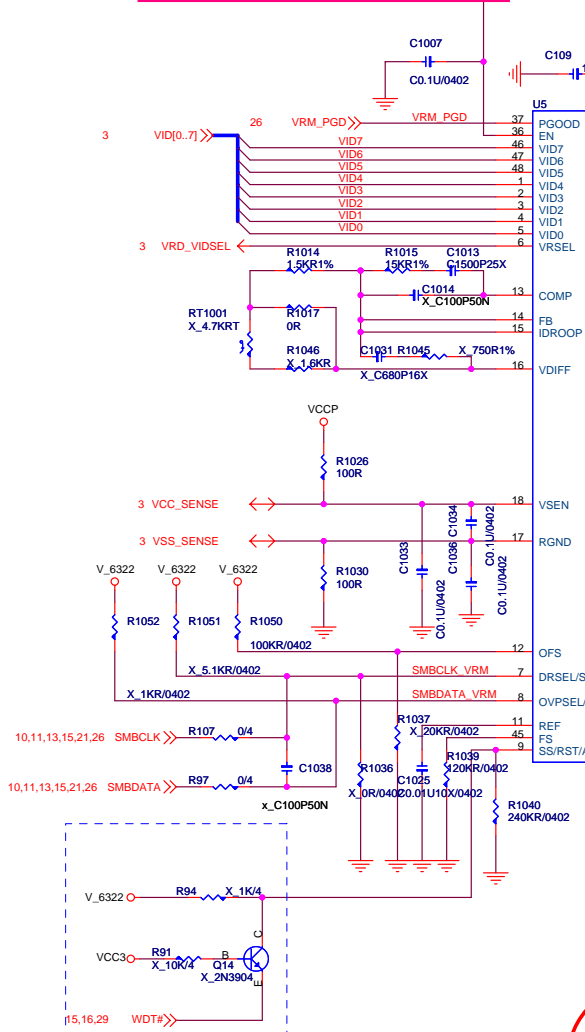 C1007
C0.1U/0402
C109
U5
26 VRM_PGD VRM_PGD 37 PGOOD
36 EN
3 VID[0..7] VID7 46 VID7
VID6 47 VID6
VID5 48 VID5
VID4 1 VID4
VID3 2 VID3
VID2 3 VID2
VID1 4 VID1
VID0 5 VID0
3 VRD_VIDSEL 6 VRSEL
R1014 R1015 C1013
1.5KR1% 15KR1% C1500P25X
C1014 13 COMP
X_C100P50N
RT1001 R1017 14 FB
X_4.7KRT 0R 15 IDROOP
R1046 C1031 R1045 X_750R1%
X_1.6KR 16 VDIFF
X_C680P16X
VCCP
R1026
100R
3 VCC_SENSE 18 VSEN
C1034
C0.1U/0402
3 VSS_SENSE 17 RGND
C1033
C0.1U/0402
C1036
C0.1U/0402
R1030
100R
V_6322 V_6322 V_6322
R1052 R1051 R1050
100KR/0402 12 OFS
X_5.1KR/0402 SMBCLK_VRM 7 DRSEL/S
X_1KR/0402 SMBDATA_VRM 8 OVPSEL/
R1037 11 REF
X_20KR/0402 45 FS
10,11,13,15,21,26 SMBCLK R107 0/4 9 SS/RST/A
C1038 R1036 C1025 R1039
10,11,13,15,21,26 SMBDATA R97 0/4 X_0R/0402 C0.01U10X/0402 120KR/0402
x_C100P50N R1040
240KR/0402
V_6322 R94 X_1K/4
C
VCC3 R91 B Q14
X_10K/4 X_2N3904
E
15,16,29 WDT#